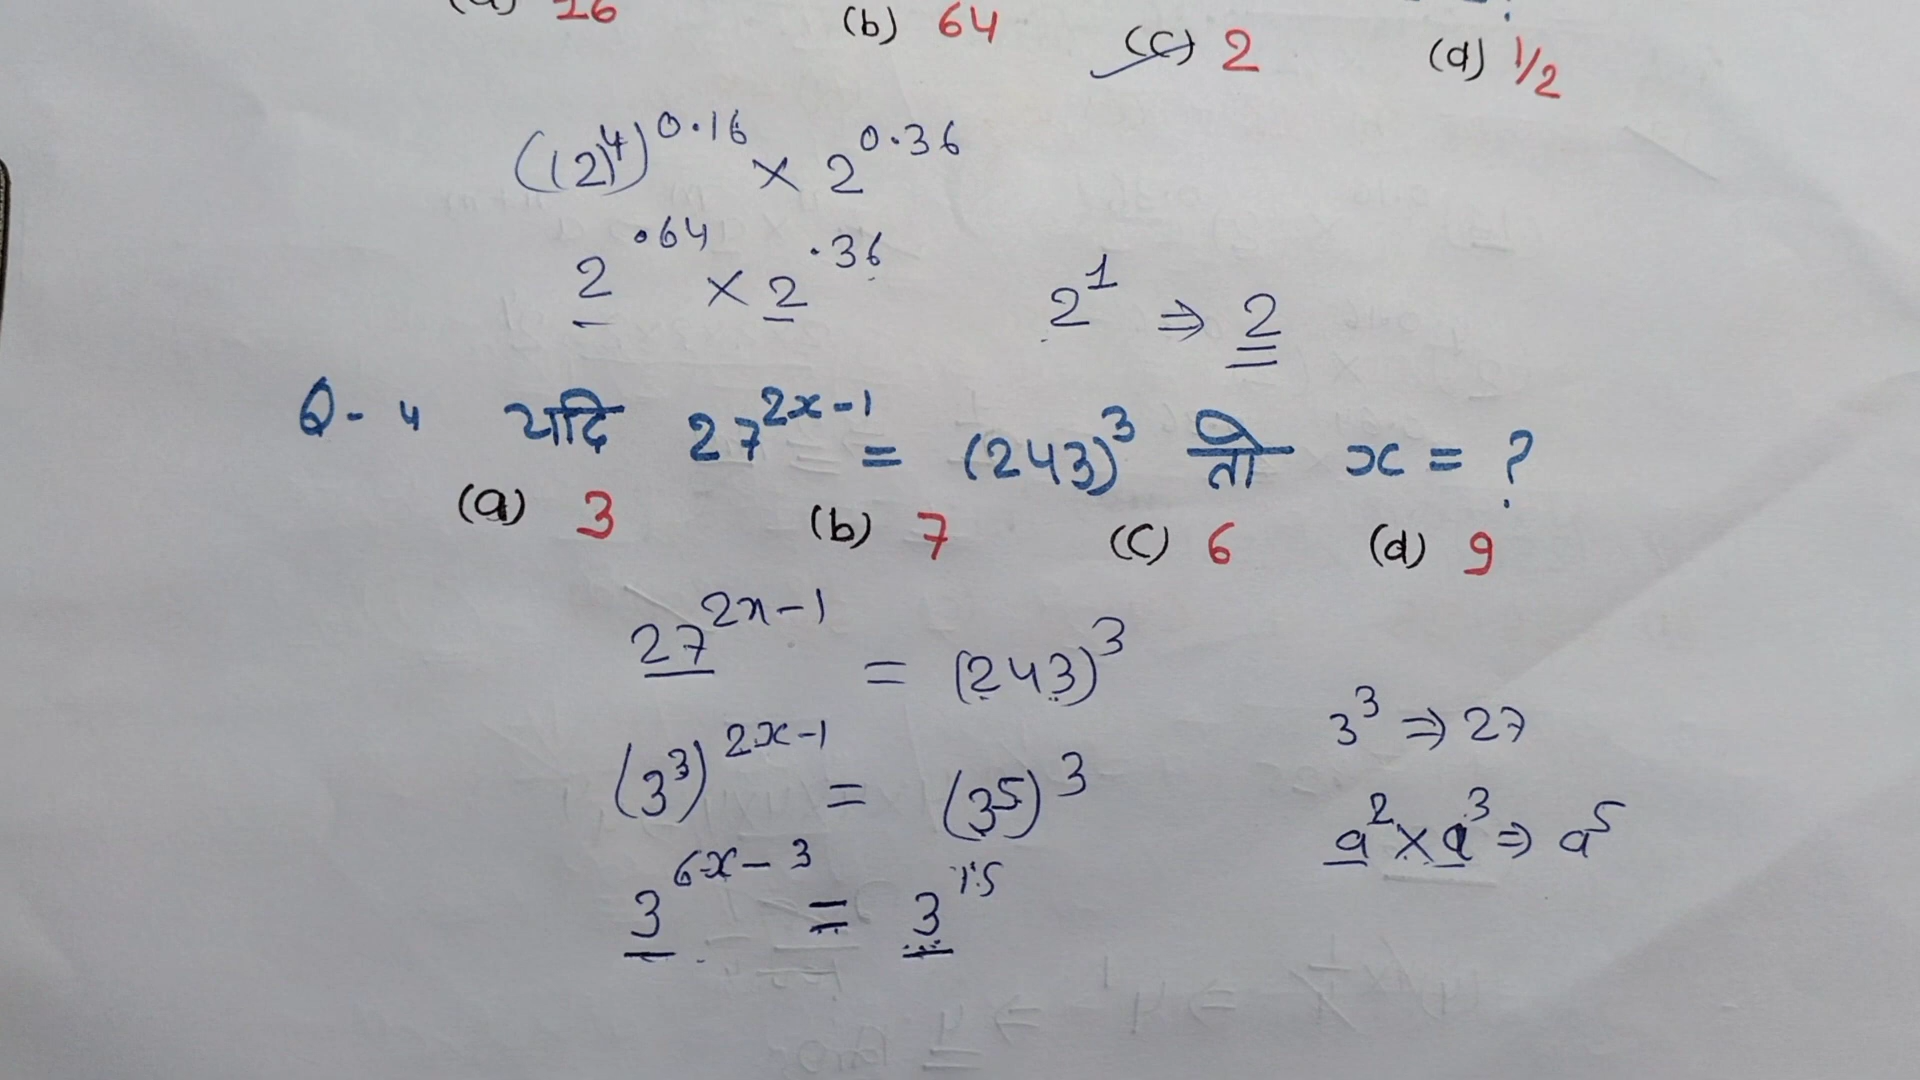 (a) 16 (b) 64 (c) 2 (d) 1/2
((2)⁴)^0.16 × 2^0.36
2^.64 × 2^.36 2¹ ⇒ 2
Q-4 यदि 27^2x-1 = (243)³ तो x = ?
(a) 3 (b) 7 (c) 6 (d) 9
27^2x-1 = (243)³
3³ ⇒ 27
(3³)^2x-1 = (3⁵)³
a² × a³ ⇒ a⁵
3^6x-3 = 3^15